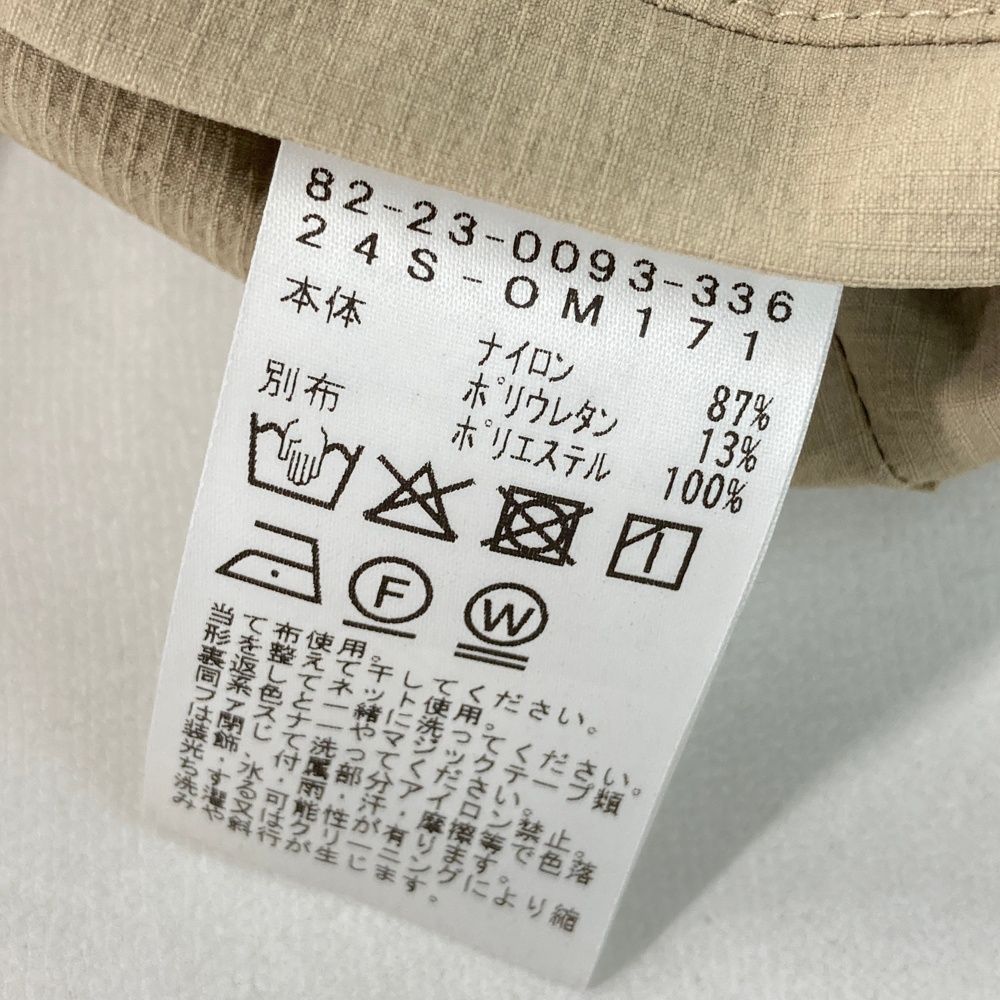 82-23-0093-336
24S-OM171
本体 ナイロン 87%
ポリウレタン 13%
別布 ポリエステル 100%
1
F
W
当て布使用。
形を整えて干してください。
裏返してネット使用。
同系色と一緒に洗ってください。
ファスナーやマジックテープ類
は閉じて洗ってください。
装飾・付属部分アイロン禁止。
光・水・雨・汗・摩擦等で色落
ちする可能性が有ります。
洗濯又はクリーニングにより縮
みや斜行が生じます。